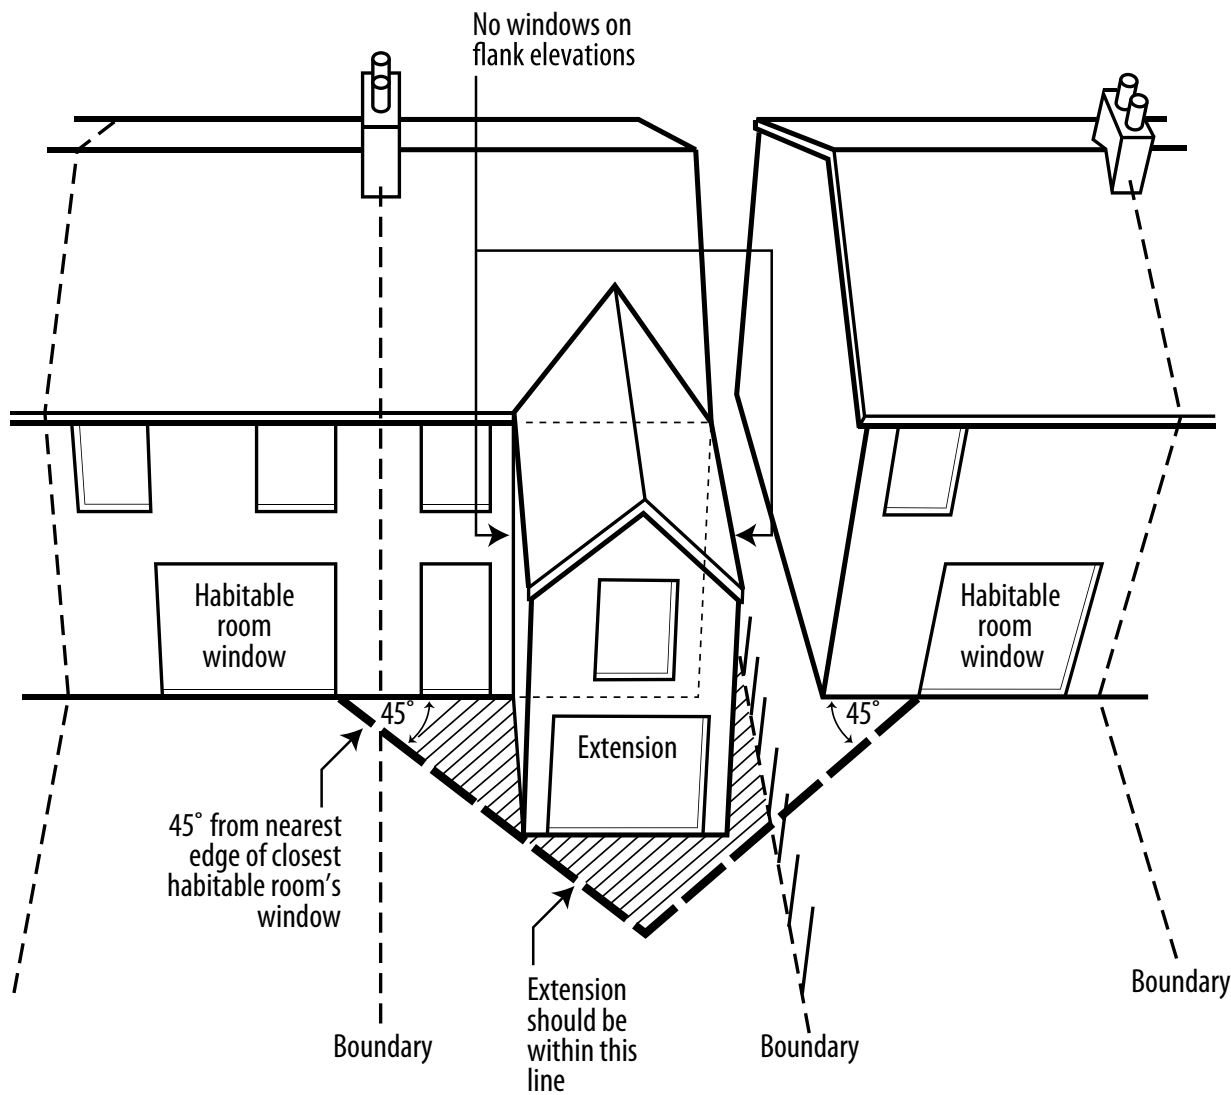 No windows on
flank elevations
Habitable
room
window
Habitable
room
window
45°
45°
Extension
45° from nearest
edge of closest
habitable room's
window
Extension
should be
within this
line
Boundary
Boundary
Boundary